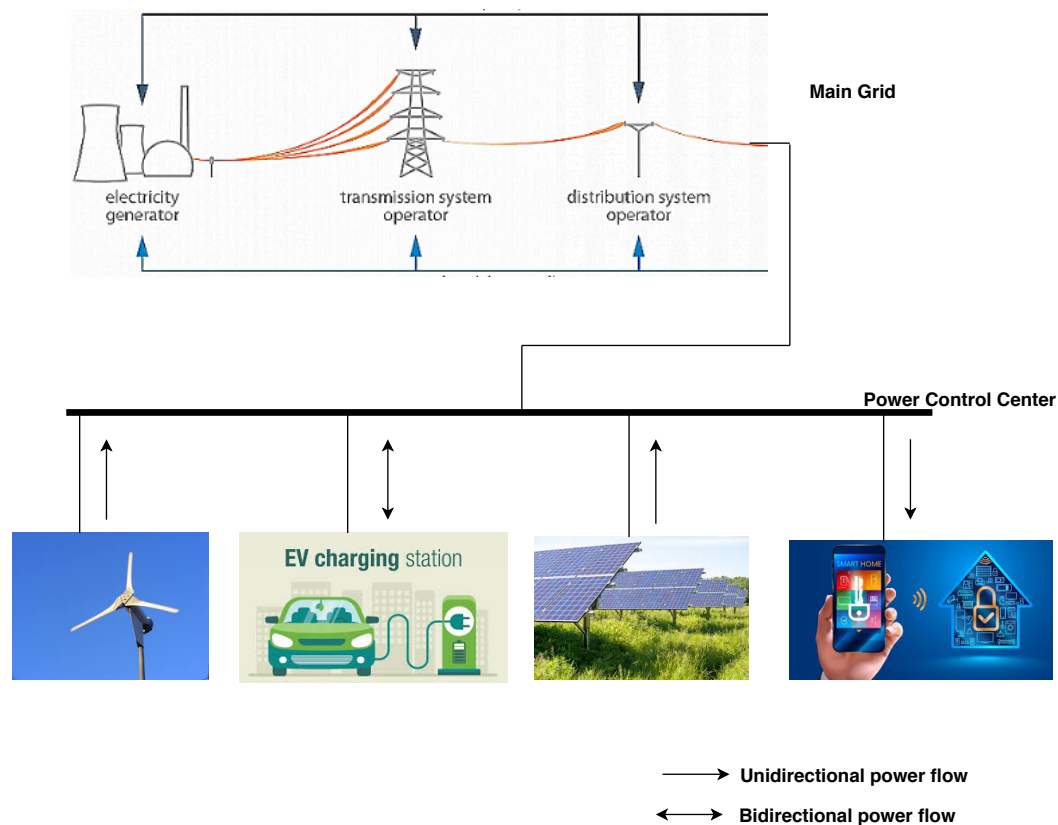 Main Grid
electricity
generator
transmission system
operator
distribution system
operator
Power Control Center
EV charging station
SMART HOME
Unidirectional power flow
Bidirectional power flow